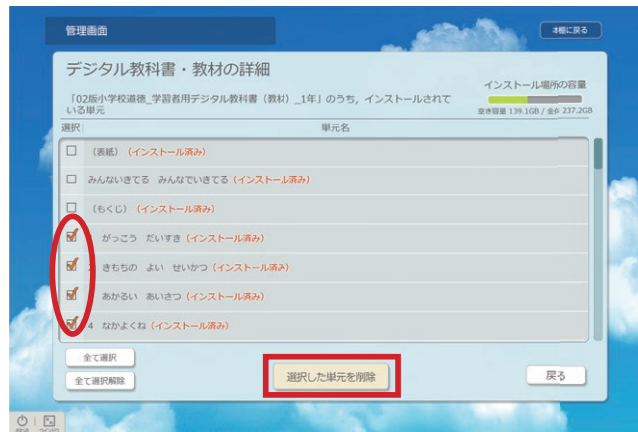 管理画面
本棚に戻る
デジタル教科書・教材の詳細
インストール場所の容量
「02版小学校道徳_学習者用デジタル教科書（教材）_1年」のうち，インストールされて
いる単元
空き容量 139.1GB / 全体 237.2GB
選択
単元名
（表紙）（インストール済み）
みんないきてる　みんなでいきてる（インストール済み）
（もくじ）（インストール済み）
がっこう　だいすき（インストール済み）
2　きもちの　よい　せいかつ（インストール済み）
あかるい　あいさつ（インストール済み）
4　なかよくね（インストール済み）
全て選択
全て選択解除
選択した単元を削除
戻る